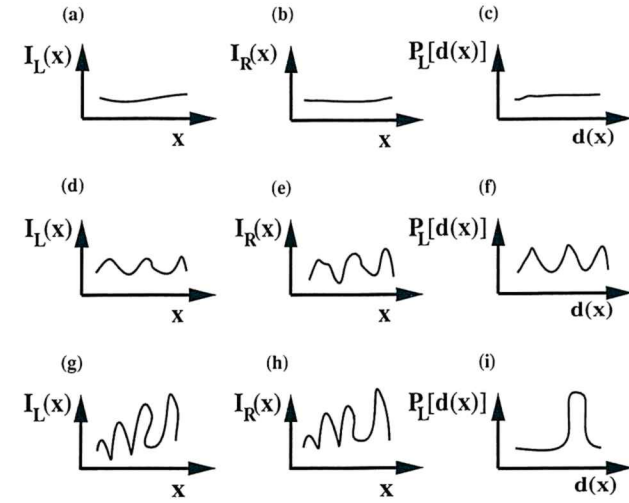 (a) (b) (c)
I_L(x) I_R(x) P_L[d(x)]
x x d(x)
(d) (e) (f)
I_L(x) I_R(x) P_L[d(x)]
x x d(x)
(g) (h) (i)
I_L(x) I_R(x) P_L[d(x)]
x x d(x)